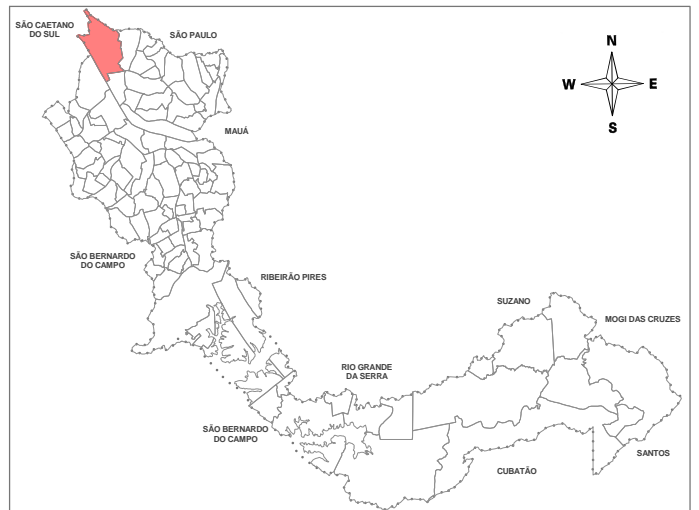 SÃO CAETANO
DO SUL
SÃO PAULO
N
W
E
S
MAUÁ
SÃO BERNARDO
DO CAMPO
RIBEIRÃO PIRES
SUZANO
MOGI DAS CRUZES
RIO GRANDE
DA SERRA
SÃO BERNARDO
DO CAMPO
SANTOS
CUBATÃO